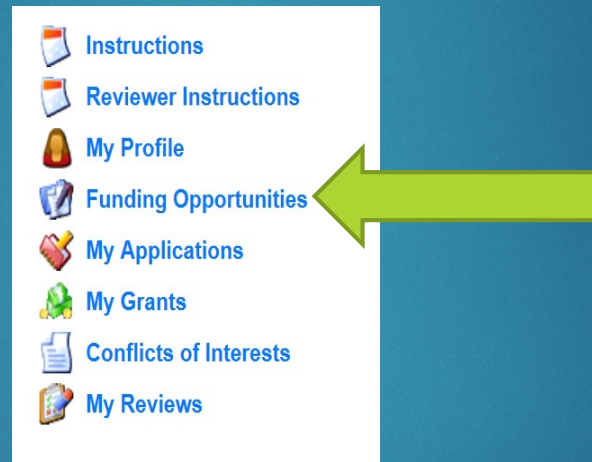 Instructions
Reviewer Instructions
My Profile
Funding Opportunities
My Applications
My Grants
Conflicts of Interests
My Reviews